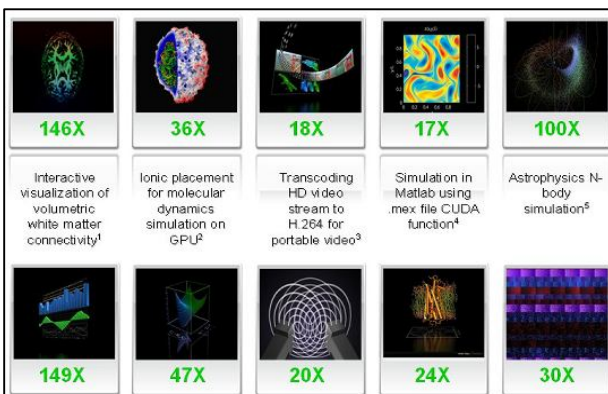 146X
36X
18X
17X
100X
Interactive
visualization of
volumetric
white matter
connectivity¹
Ionic placement
for molecular
dynamics
simulation on
GPU²
Transcoding
HD video
stream to
H.264 for
portable video³
Simulation in
Matlab using
.mex file CUDA
function⁴
Astrophysics N-
body
simulation⁵
149X
47X
20X
24X
30X